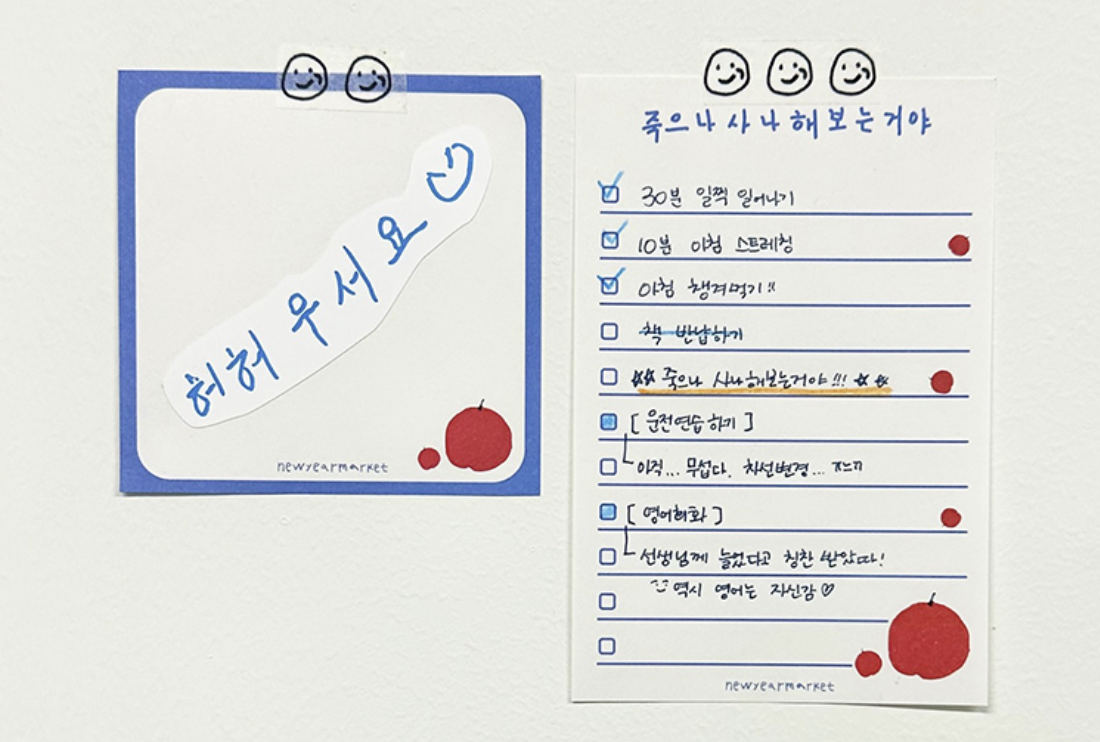 허허 우서요
newyearmarket
죽으나 사나 해보는거야
30분 일찍 일어나기
10분 아침 스트레칭
아침 챙겨먹기!!
책 반납하기
☆☆ 죽으나 사나 해보는거야!!! ☆☆
[ 운전연습 하기 ]
아직... 무섭다. 차선변경... ㅠㅡㅠ
[ 영어회화 ]
선생님께 늘었다고 칭찬 받았따!
역시 영어는 자신감♡
newyearmarket